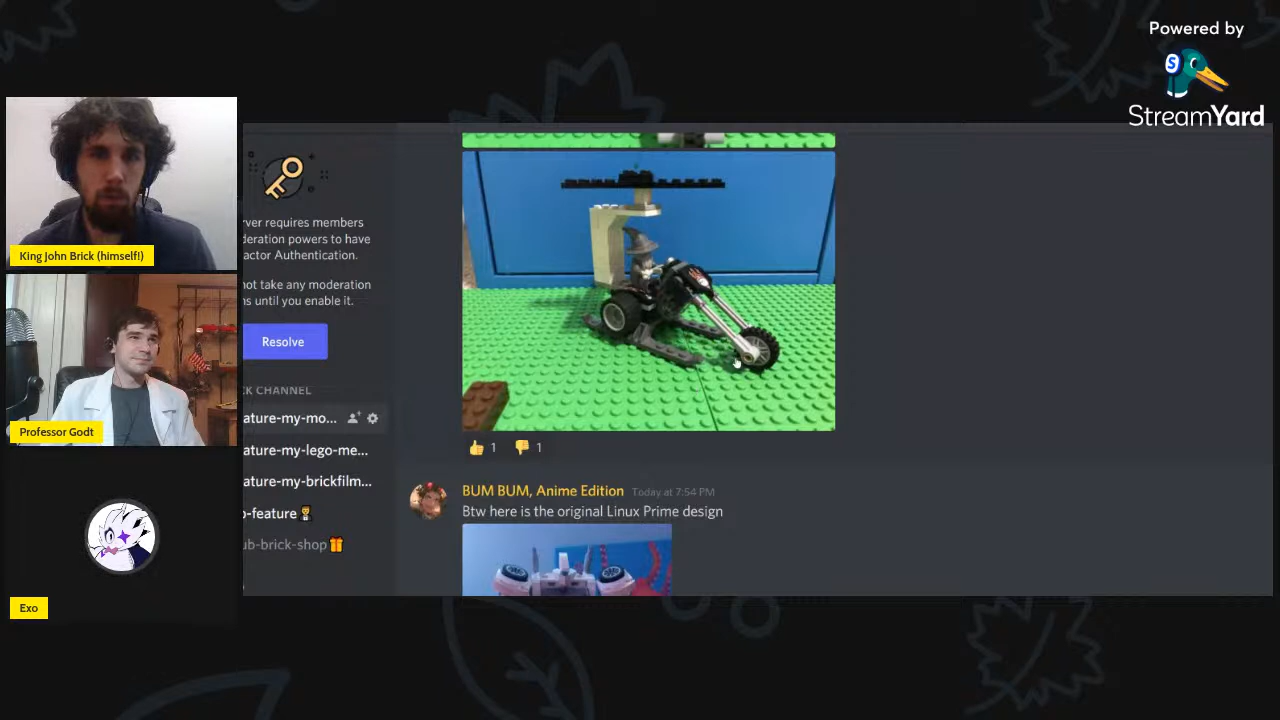 Powered by
StreamYard
King John Brick (himself!)
Professor Godt
Exo
rver requires members
deration powers to have
actor Authentication.
not take any moderation
ns until you enable it.
Resolve
CK CHANNEL
ature-my-mo...
ature-my-lego-me...
ature-my-brickfilm...
o-feature
ub-brick-shop
1
1
BUM BUM, Anime Edition Today at 7:54 PM
Btw here is the original Linux Prime design